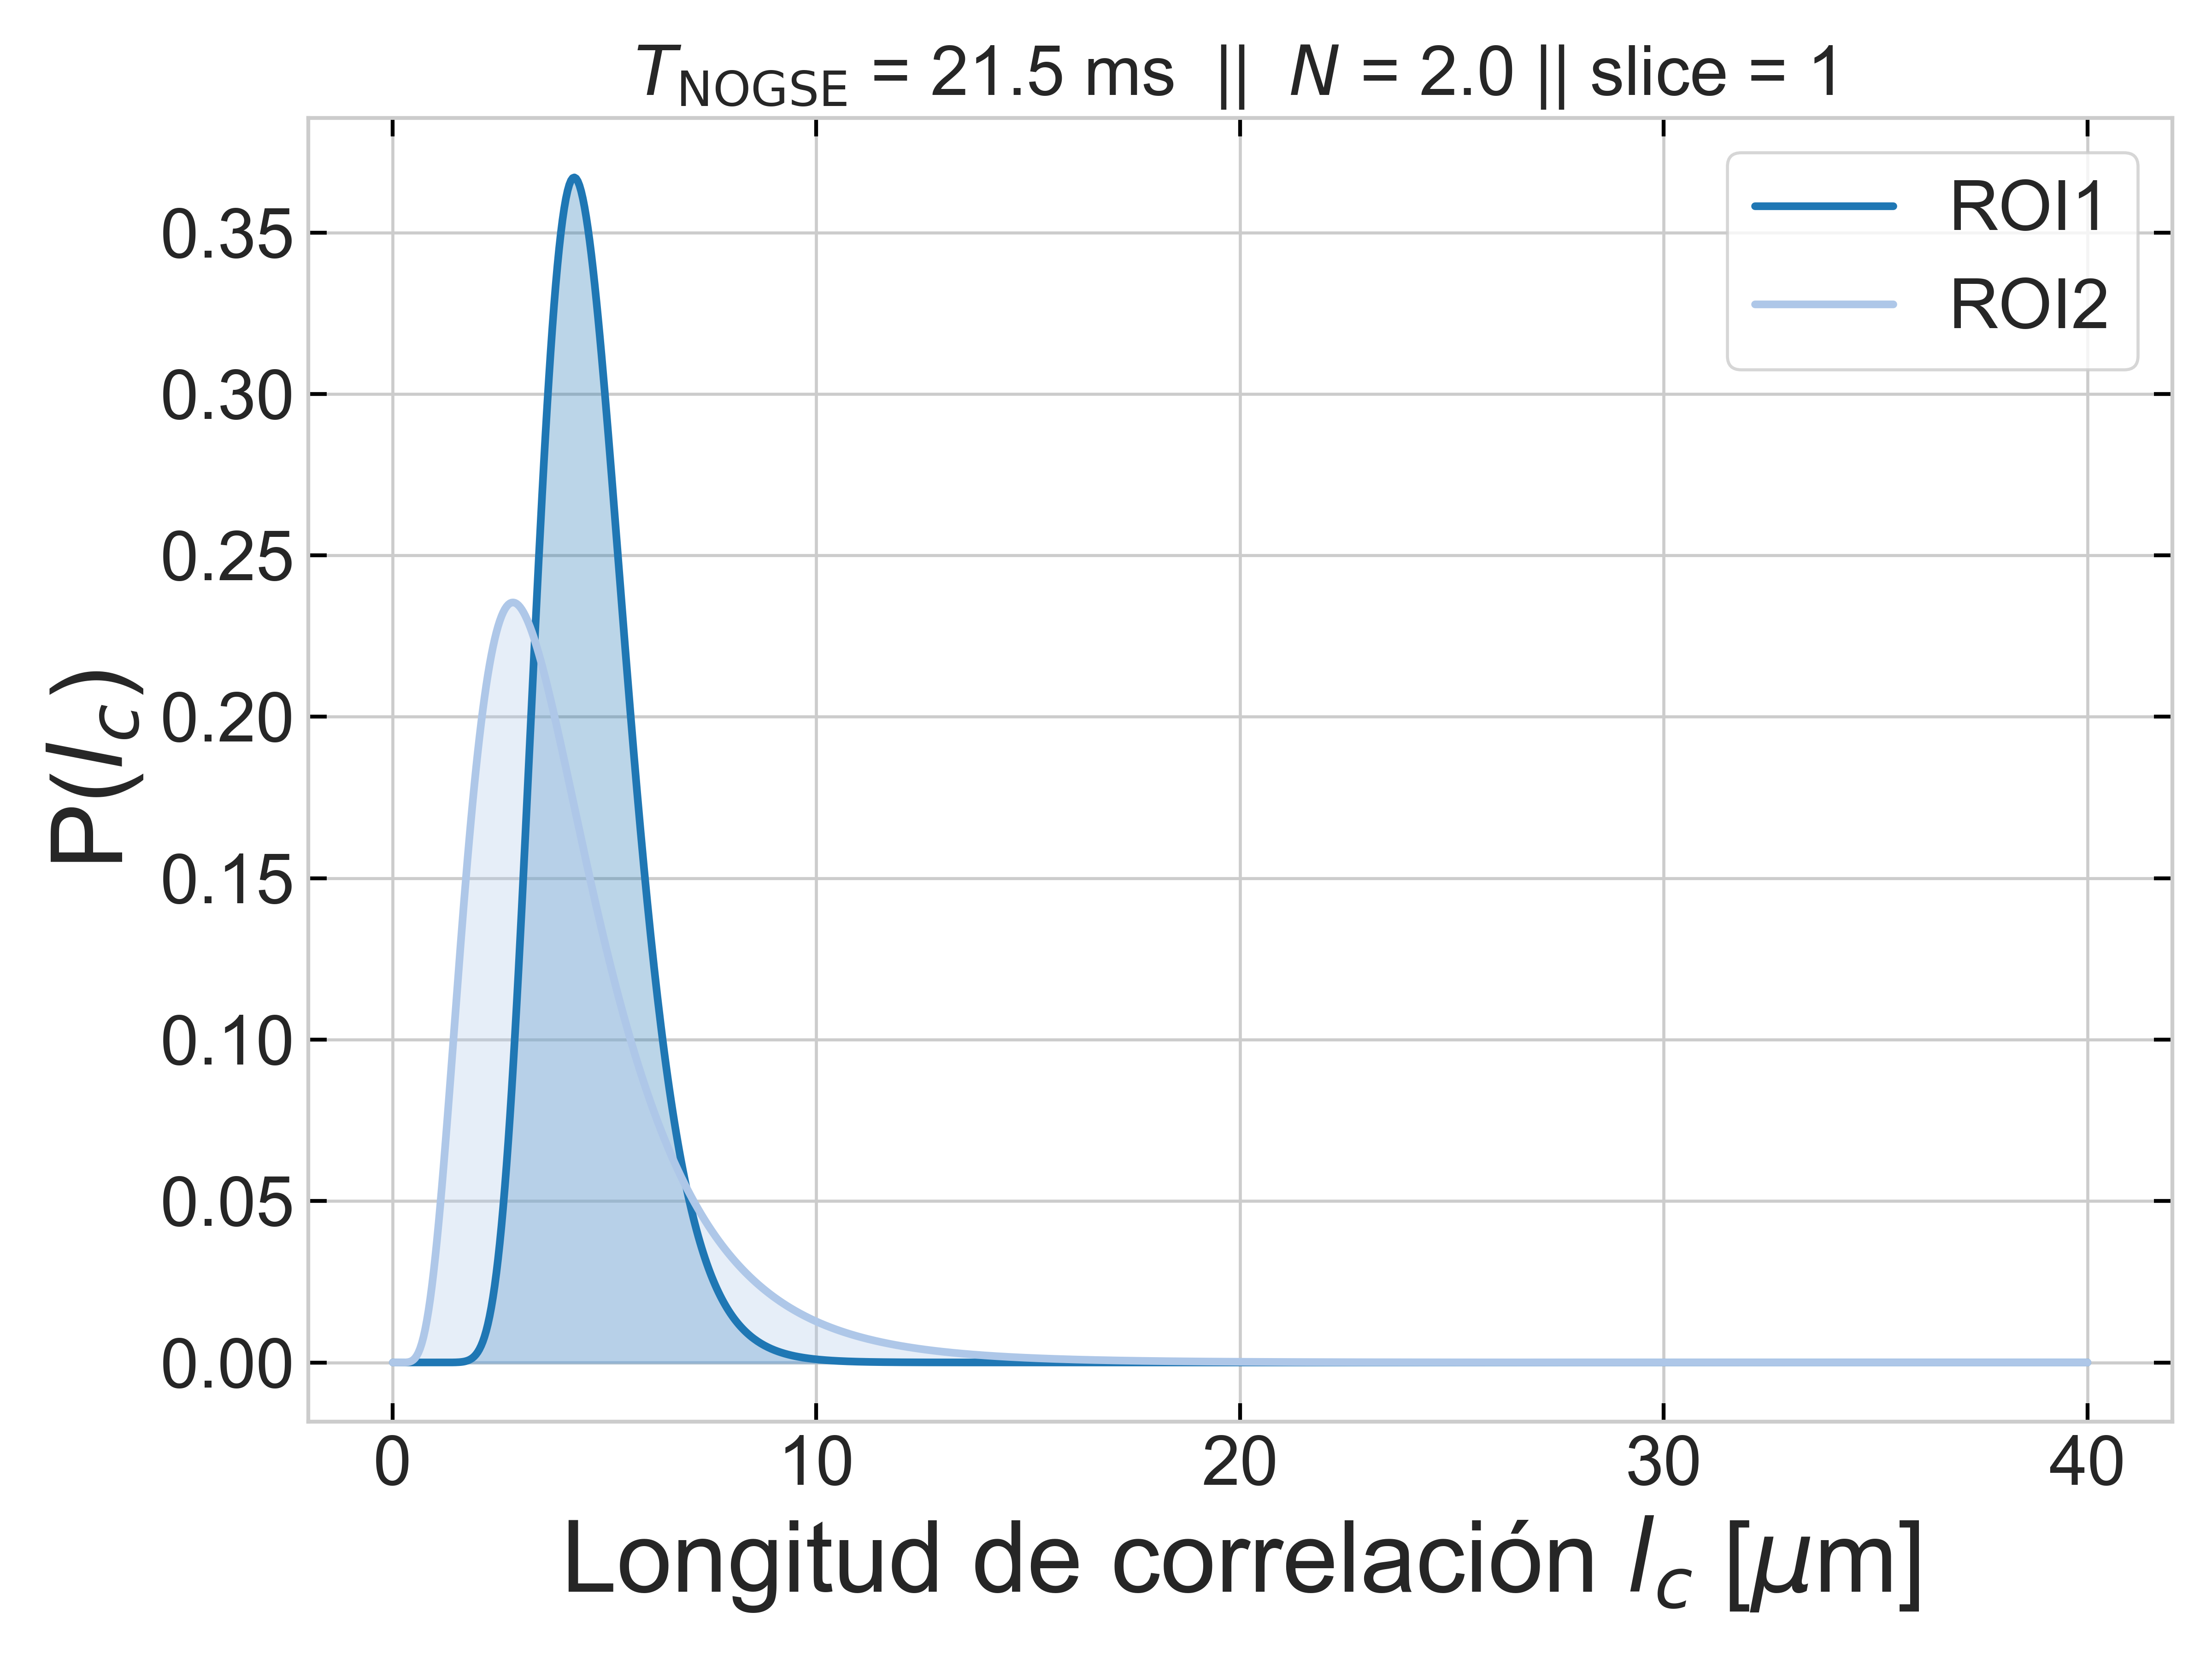 T_NOGSE = 21.5 ms || N = 2.0 || slice = 1
ROI1
ROI2
P(l_c)
0.35
0.30
0.25
0.20
0.15
0.10
0.05
0.00
0 10 20 30 40
Longitud de correlación l_c [μm]